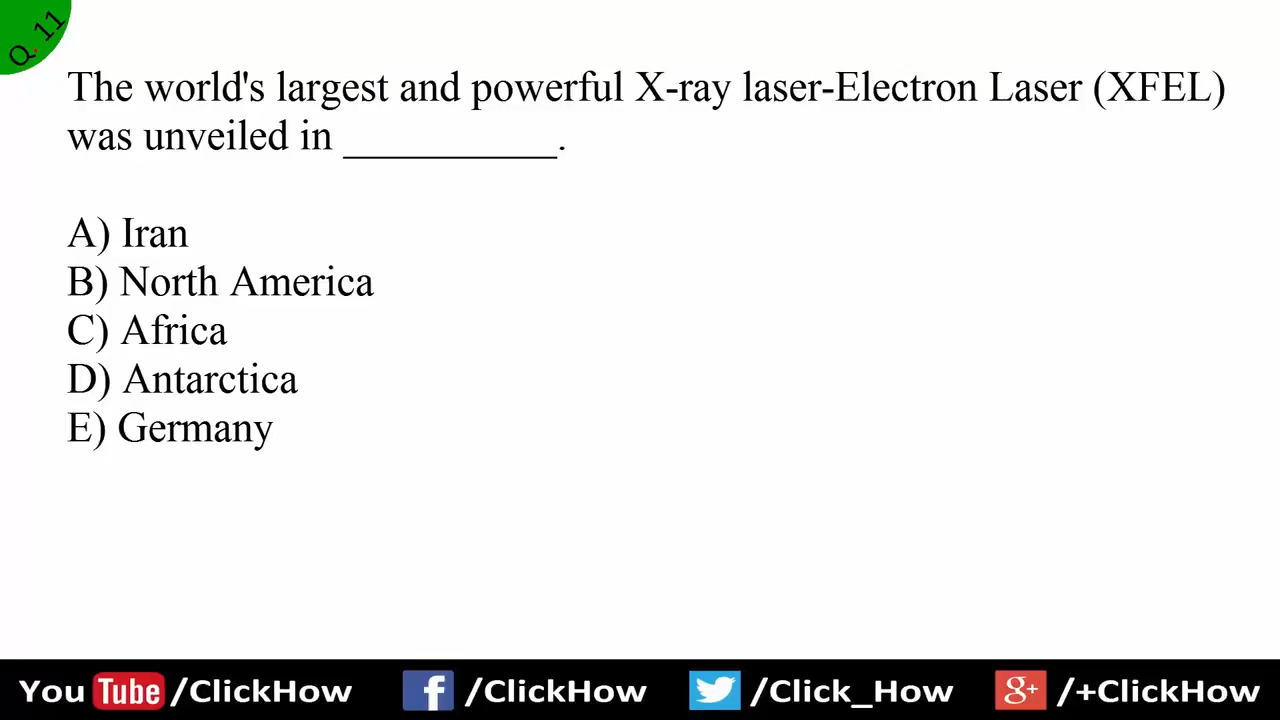 Q. 11
The world's largest and powerful X-ray laser-Electron Laser (XFEL)
was unveiled in __________.
A) Iran
B) North America
C) Africa
D) Antarctica
E) Germany
You Tube /ClickHow f /ClickHow /Click_How g+ /+ClickHow